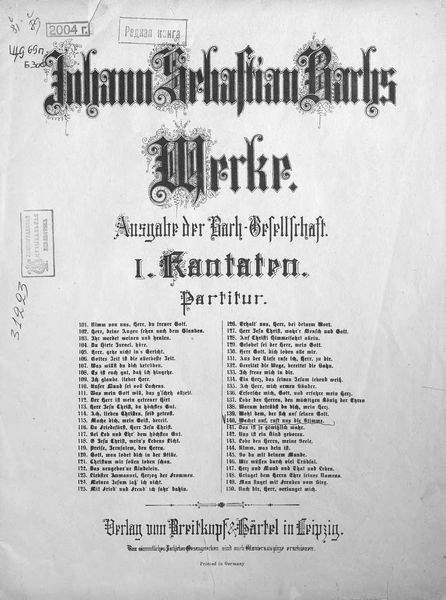 2004 г.
Редкая книга
Johann Sebastian Bachs
Werke.
Ausgabe der Bach-Gesellschaft.
I. Kantaten.
Partitur.
31223
101. Nimm von uns, Herr, du treuer Gott.
102. Herr, deine Augen sehen nach dem Glauben.
103. Ihr werdet weinen und heulen.
104. Du Hirte Israel, höre.
105. Herr, gehe nicht in's Gericht.
106. Gottes Zeit ist die allerbeste Zeit.
107. Was willst du dich betrüben.
108. Es ist euch gut, daß ich hingehe.
109. Ich glaube, lieber Herr.
110. Unser Mund sei voll Lachens.
111. Was mein Gott will, das g'scheh allzeit.
112. Der Herr ist mein getreuer Hirt.
113. Herr Jesu Christ, du höchstes Gut.
114. Ach, lieben Christen, seid getrost.
115. Mache dich, mein Geist, bereit.
116. Du Friedefürst, Herr Jesu Christ.
117. Sei Lob und Ehr' dem höchsten Gut.
118. O Jesu Christ, mein's Lebens Licht.
119. Preise, Jerusalem, den Herrn.
120. Gott, man lobet dich in der Stille.
121. Christum wir sollen loben schon.
122. Das neugebor'ne Kindelein.
123. Liebster Immanuel, Herzog der Frommen.
124. Meinen Jesum laß' ich nicht.
125. Mit Fried' und Freud' ich fahr' dahin.
126. Erhalt' uns, Herr, bei deinem Wort.
127. Herr Jesu Christ, wahr'r Mensch und Gott.
128. Auf Christi Himmelfahrt allein.
129. Gelobet sei der Herr, mein Gott.
130. Herr Gott, dich loben alle wir.
131. Aus der Tiefe rufe ich, Herr, zu dir.
132. Bereitet die Wege, bereitet die Bahn.
133. Ich freue mich in dir.
134. Ein Herz, das seinen Jesum lebend weiß.
135. Ach Herr, mich armen Sünder.
136. Erforsche mich, Gott, und erfahre mein Herz.
137. Lobe den Herren, den mächtigen König der Ehren
138. Warum betrübst du dich, mein Herz.
139. Wohl dem, der sich auf seinen Gott.
140. Wachet auf, ruft uns die Stimme.
141. Das ist je gewißlich wahr.
142. Uns ist ein Kind geboren.
143. Lobe den Herrn, meine Seele.
144. Nimm, was dein ist.
145. So du mit deinem Munde.
146. Wir müssen durch viel Trübsal.
147. Herz und Mund und That und Leben.
148. Bringet dem Herrn Ehre seines Namens.
149. Man singet mit Freuden vom Sieg.
150. Nach dir, Herr, verlanget mich.
Verlag von Breitkopf & Härtel in Leipzig.
Printed in Germany